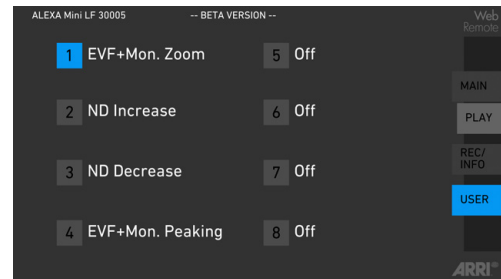 ALEXA Mini LF 30005 -- BETA VERSION -- Web
Remote
1 EVF+Mon. Zoom 5 Off
2 ND Increase 6 Off
3 ND Decrease 7 Off
4 EVF+Mon. Peaking 8 Off
MAIN
PLAY
REC/
INFO
USER
ARRI®